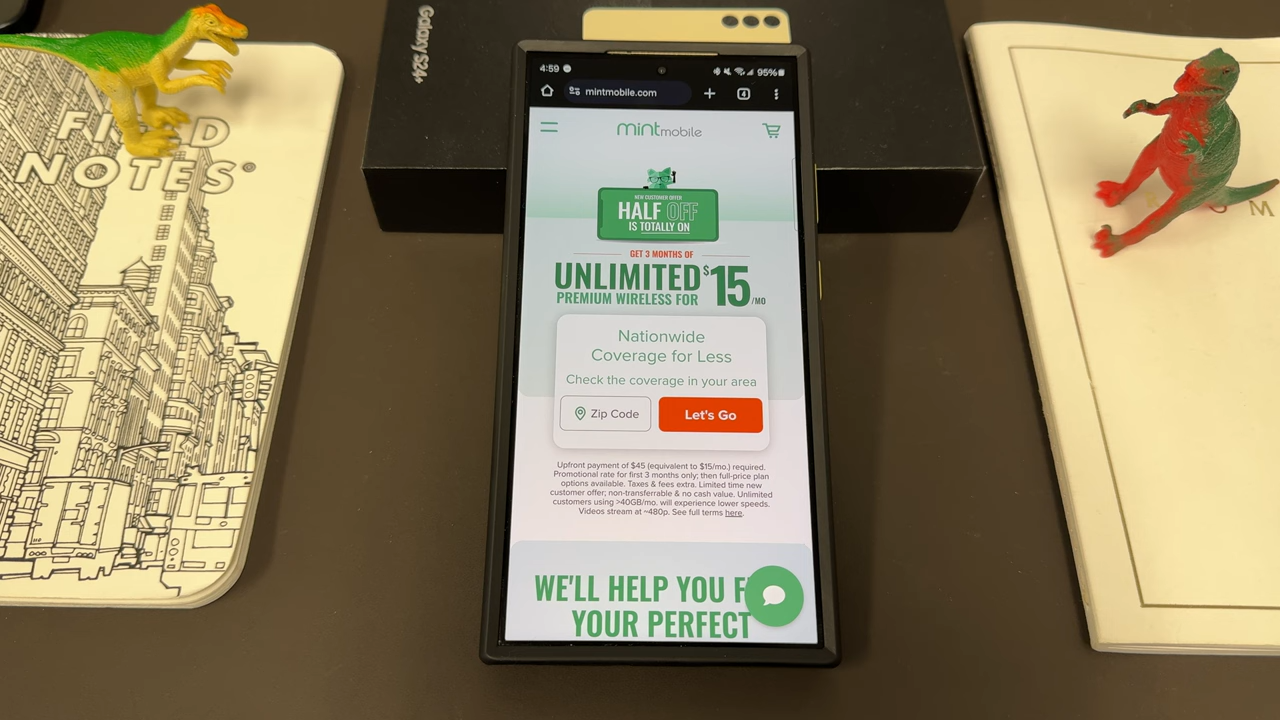 FIELD
NOTES®
Galaxy S24+
4:59
95%
mintmobile.com
4
mintmobile
NEW CUSTOMER OFFER
HALF OFF
IS TOTALLY ON
GET 3 MONTHS OF
UNLIMITED $15
PREMIUM WIRELESS FOR /MO
Nationwide
Coverage for Less
Check the coverage in your area
Zip Code
Let's Go
Upfront payment of $45 (equivalent to $15/mo.) required.
Promotional rate for first 3 months only; then full-price plan
options available. Taxes & fees extra. Limited time new
customer offer; non-transferrable & no cash value. Unlimited
customers using >40GB/mo. will experience lower speeds.
Videos stream at ~480p. See full terms here.
WE'LL HELP YOU F
YOUR PERFECT
M